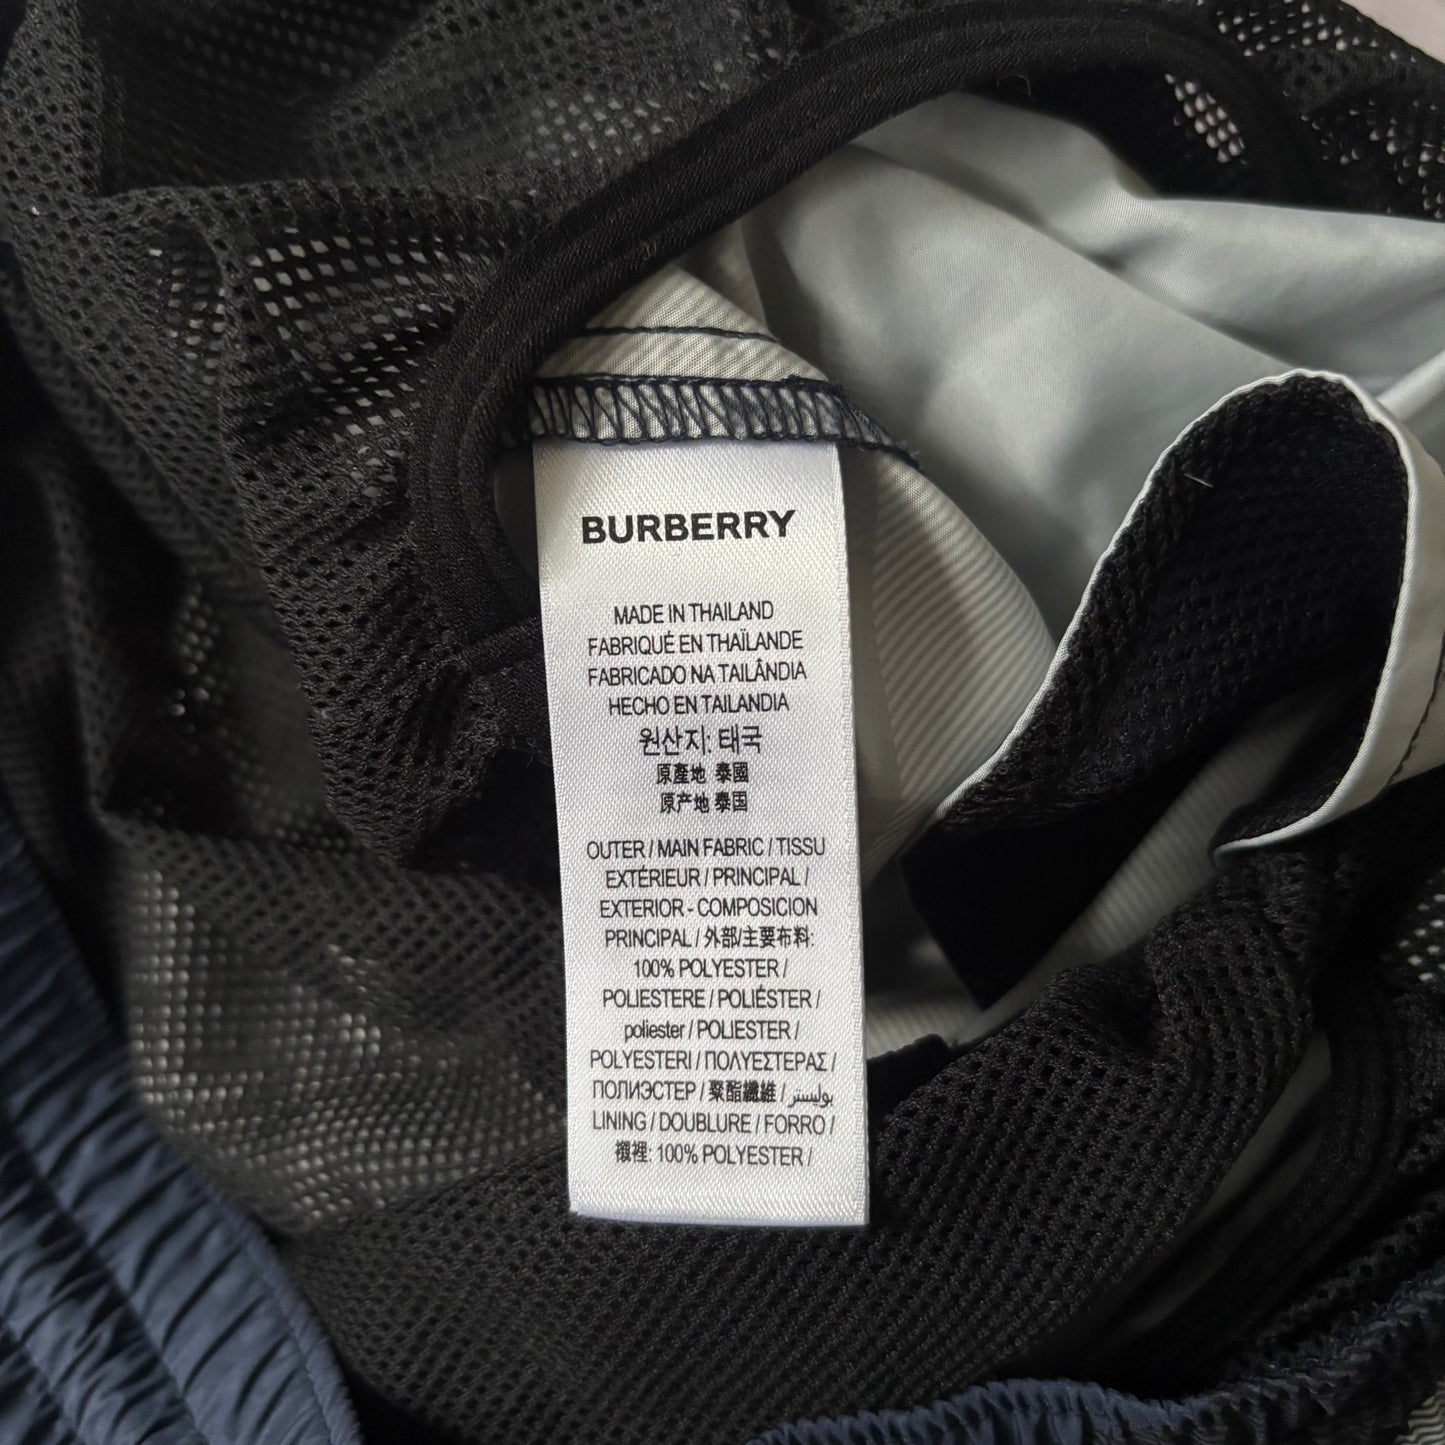 BURBERRY
MADE IN THAILAND
FABRIQUÉ EN THAÏLANDE
FABRICADO NA TAILÂNDIA
HECHO EN TAILANDIA
원산지: 태국
原產地 泰國
原产地 泰国
OUTER / MAIN FABRIC / TISSU
EXTÉRIEUR / PRINCIPAL /
EXTERIOR - COMPOSICION
PRINCIPAL / 外部/主要布料:
100% POLYESTER /
POLIESTERE / POLIÉSTER /
poliester / POLIESTER /
POLYESTERI / ΠΟΛΥΕΣΤΕΡΑΣ /
ПОЛИЭСТЕР / 聚酯纖維 / بوليستر
LINING / DOUBLURE / FORRO /
襯裡: 100% POLYESTER /